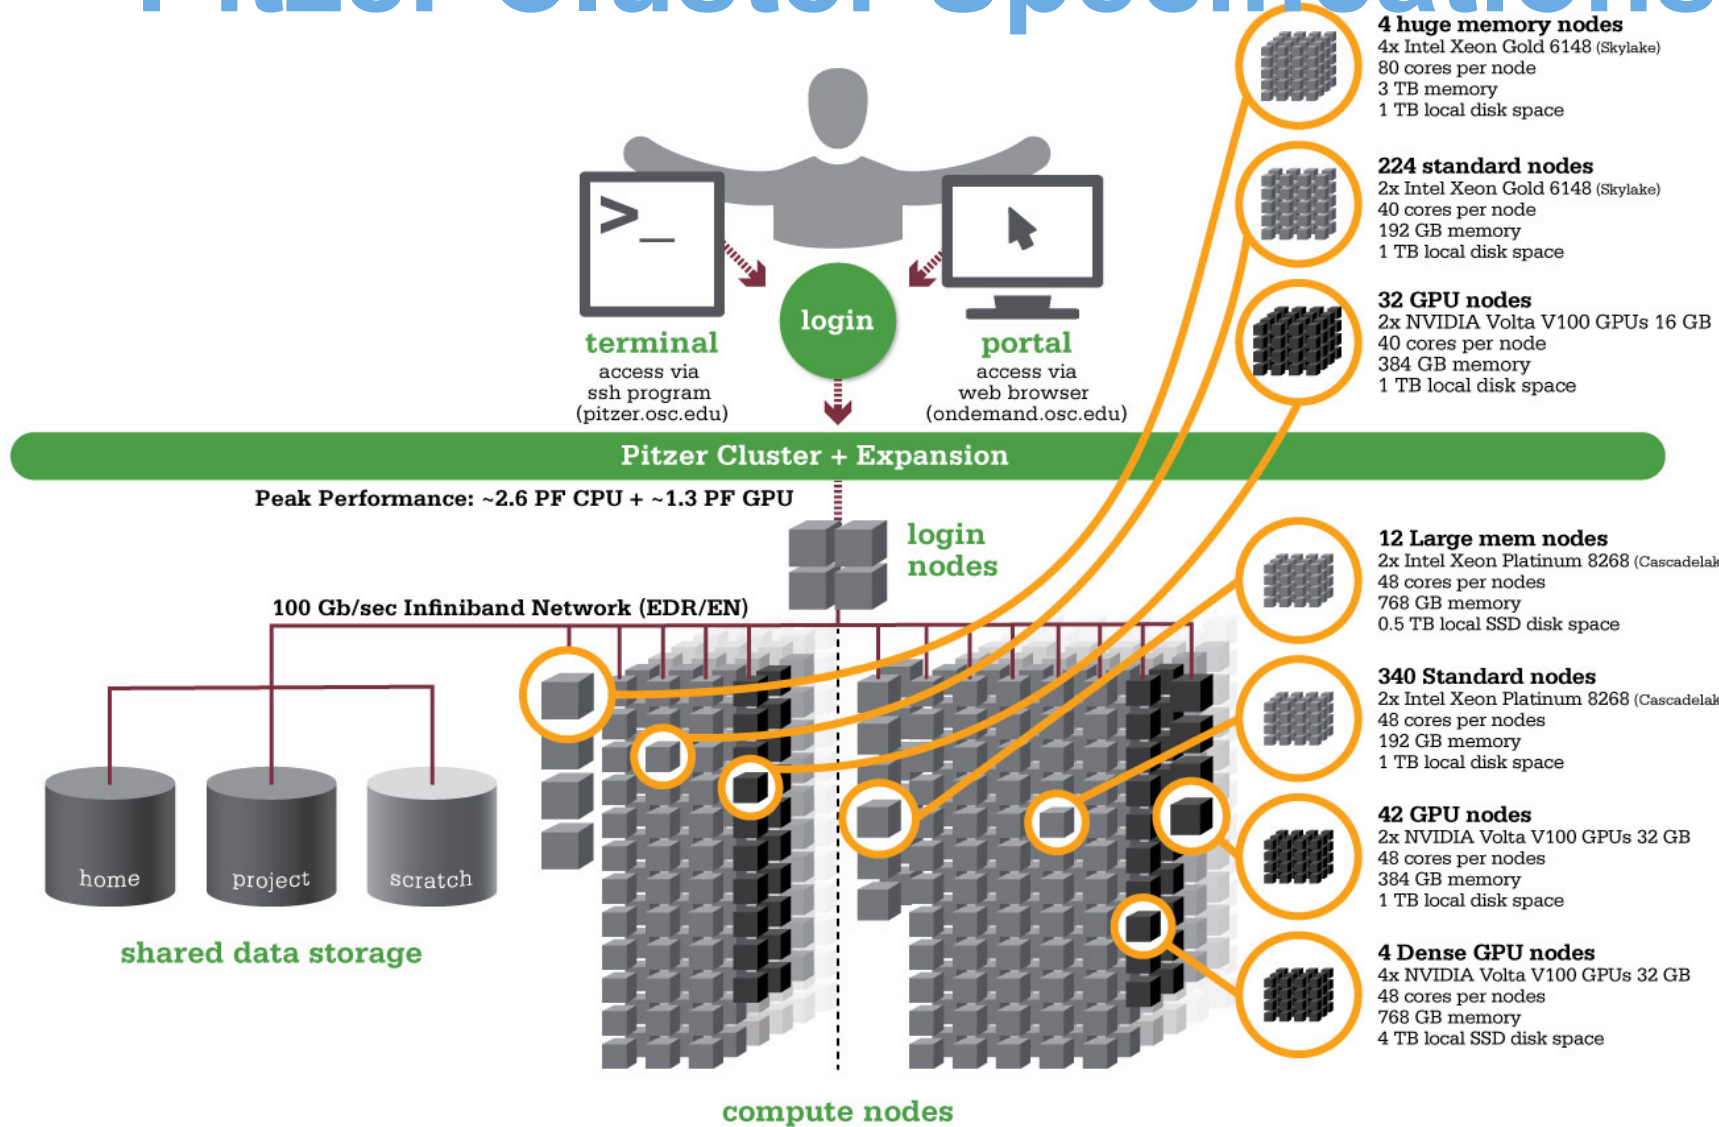 Pitzer Cluster Specifications
4 huge memory nodes
4x Intel Xeon Gold 6148 (Skylake)
80 cores per node
3 TB memory
1 TB local disk space
224 standard nodes
2x Intel Xeon Gold 6148 (Skylake)
40 cores per node
192 GB memory
1 TB local disk space
32 GPU nodes
2x NVIDIA Volta V100 GPUs 16 GB
40 cores per node
384 GB memory
1 TB local disk space
>_
login
terminal
access via
ssh program
(pitzer.osc.edu)
portal
access via
web browser
(ondemand.osc.edu)
Pitzer Cluster + Expansion
Peak Performance: ~2.6 PF CPU + ~1.3 PF GPU
login
nodes
100 Gb/sec Infiniband Network (EDR/EN)
12 Large mem nodes
2x Intel Xeon Platinum 8268 (Cascadelak
48 cores per nodes
768 GB memory
0.5 TB local SSD disk space
340 Standard nodes
2x Intel Xeon Platinum 8268 (Cascadelak
48 cores per nodes
192 GB memory
1 TB local disk space
42 GPU nodes
2x NVIDIA Volta V100 GPUs 32 GB
48 cores per nodes
384 GB memory
1 TB local disk space
4 Dense GPU nodes
4x NVIDIA Volta V100 GPUs 32 GB
48 cores per nodes
768 GB memory
4 TB local SSD disk space
home
project
scratch
shared data storage
compute nodes